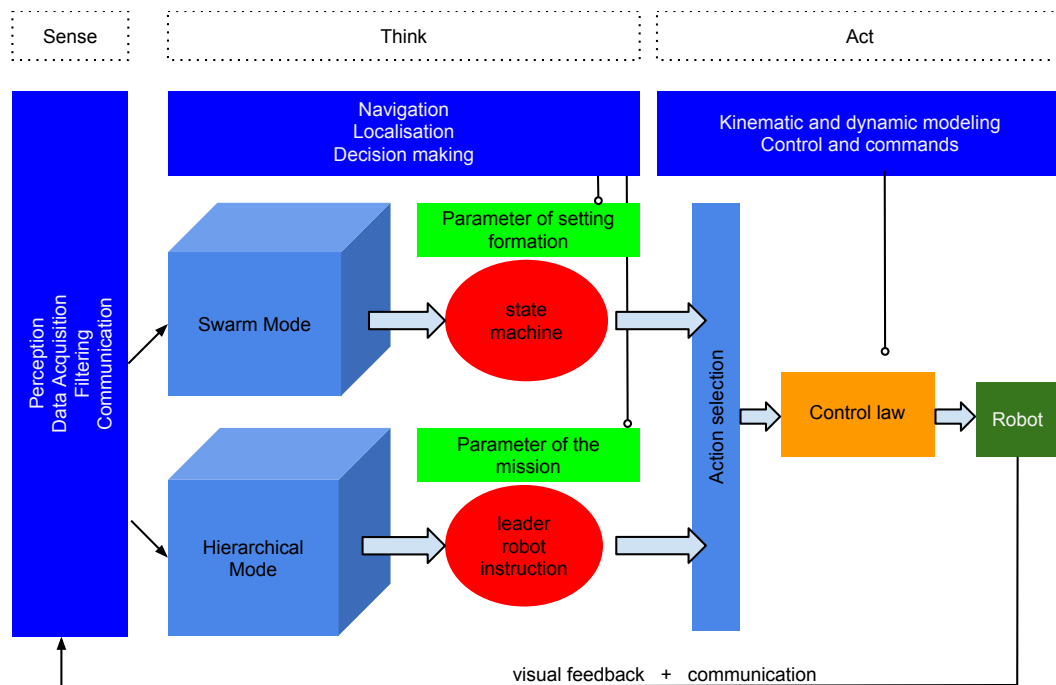 Sense
Think
Act
Perception
Data Acquisition
Filtering
Communication
Navigation
Localisation
Decision making
Kinematic and dynamic modeling
Control and commands
Swarm Mode
Parameter of setting
formation
state
machine
Hierarchical
Mode
Parameter of the
mission
leader
robot
instruction
Action selection
Control law
Robot
visual feedback + communication